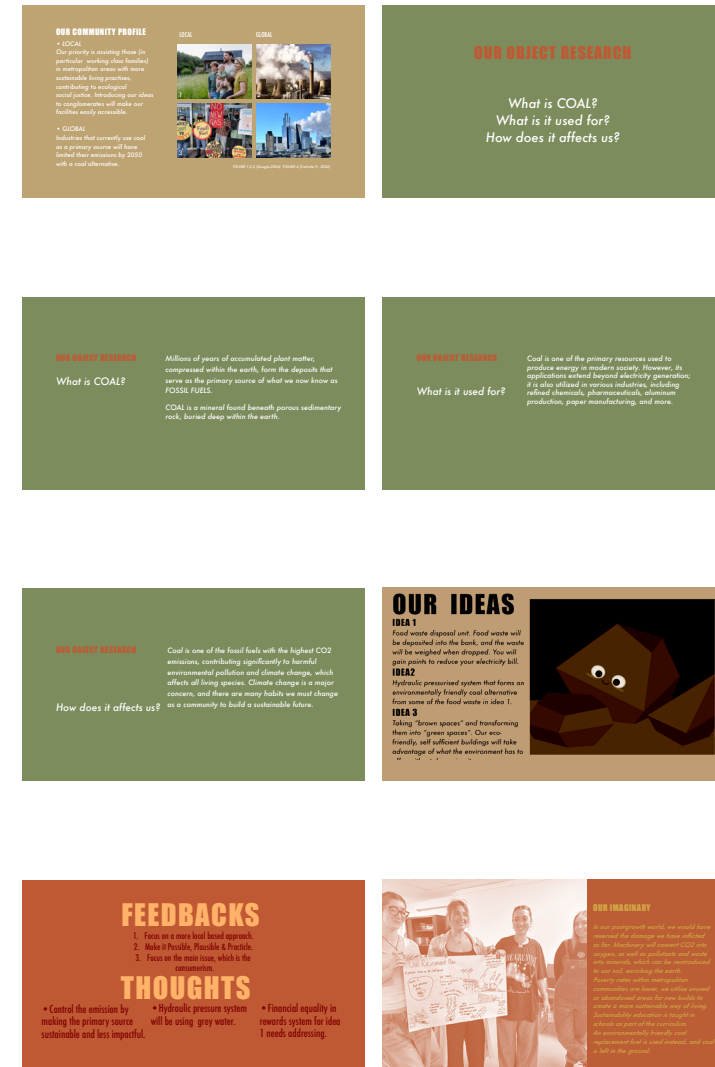 OUR COMMUNITY PROFILE
• LOCAL
Our priority is assisting those (in
particular working class families)
in metropolitan areas with more
sustainable living practises,
contributing to ecological
social justice. Introducing our ideas
to conglomerates will make our
facilities easily accessible.
• GLOBAL
Industries that currently use coal
as a primary source will have
limited their emissions by 2050
with a coal alternative.
LOCAL
GLOBAL
1
2
3
OUR OBJECT RESEARCH
What is COAL?
What is it used for?
How does it affects us?
OUR OBJECT RESEARCH
What is COAL?
Millions of years of accumulated plant matter,
compressed within the earth, form the deposits that
serve as the primary source of what we now know as
FOSSIL FUELS.
COAL is a mineral found beneath porous sedimentary
rock, buried deep within the earth.
OUR OBJECT RESEARCH
What is it used for?
Coal is one of the primary resources used to
produce energy in modern society. However, its
applications extend beyond electricity generation;
it is also utilized in various industries, including
refined chemicals, pharmaceuticals, aluminum
production, paper manufacturing, and more.
OUR OBJECT RESEARCH
How does it affects us?
Coal is one of the fossil fuels with the highest CO2
emissions, contributing significantly to harmful
environmental pollution and climate change, which
affects all living species. Climate change is a major
concern, and there are many habits we must change
as a community to build a sustainable future.
OUR IDEAS
IDEA 1
Food waste disposal unit. Food waste will
be deposited into the bank, and the waste
will be weighed when dropped. You will
gain points to reduce your electricity bill.
IDEA2
Hydraulic pressurised system that forms an
environmentally friendly coal alternative
from some of the food waste in idea 1.
IDEA 3
Taking "brown spaces" and transforming
them into "green spaces". Our eco-
friendly, self sufficient buildings will take
advantage of what the environment has to
FEEDBACKS
1. Focus on a more local based approach.
2. Make it Possible, Plausible & Practicle.
3. Focus on the main issue, which is the
consumerism.
THOUGHTS
• Control the emission by
making the primary source
sustainable and less impactful.
• Hydraulic pressure system
will be using grey water.
• Financial equality in
rewards system for idea
1 needs addressing.
OUR IMAGINARY
In our postgrowth world, we would have
reversed the damage we have inflicted
so far. Machinery will convert CO2 into
oxygen, as well as pollutants and waste
into minerals, which can be reintroduced
to our soil, enriching the earth.
Poverty rates within metropolitan
communities are lower, we utilise unused
or abandoned areas for new builds to
create a more sustainable way of living.
Sustainability education is taught in
schools as part of the curriculum.
An environmentally friendly coal
replacement fuel is used instead, and coal
is left in the ground.